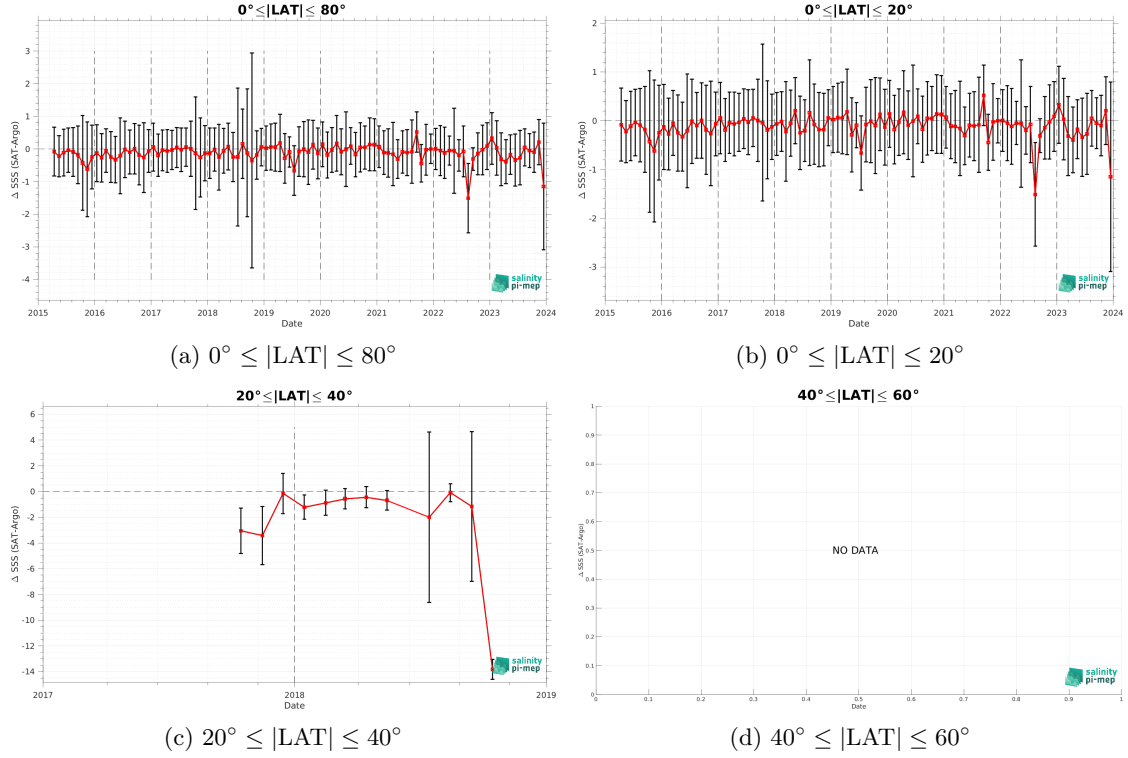 0°≤|LAT|≤ 80°
Δ SSS (SAT-Argo)
3
2
1
0
-1
-2
-3
-4
2015 2016 2017 2018 2019 2020 2021 2022 2023 2024
Date
salinity
pi-mep
(a) 0° ≤ |LAT| ≤ 80°
0°≤|LAT|≤ 20°
Δ SSS (SAT-Argo)
2
1
0
-1
-2
-3
2015 2016 2017 2018 2019 2020 2021 2022 2023 2024
Date
salinity
pi-mep
(b) 0° ≤ |LAT| ≤ 20°
20°≤|LAT|≤ 40°
Δ SSS (SAT-Argo)
6
4
2
0
-2
-4
-6
-8
-10
-12
-14
2017 2018 2019
Date
salinity
pi-mep
(c) 20° ≤ |LAT| ≤ 40°
40°≤|LAT|≤ 60°
Δ SSS (SAT-Argo)
1
0.9
0.8
0.7
0.6
0.5
0.4
0.3
0.2
0.1
0
NO DATA
0 0.1 0.2 0.3 0.4 0.5 0.6 0.7 0.8 0.9 1
Date
salinity
pi-mep
(d) 40° ≤ |LAT| ≤ 60°